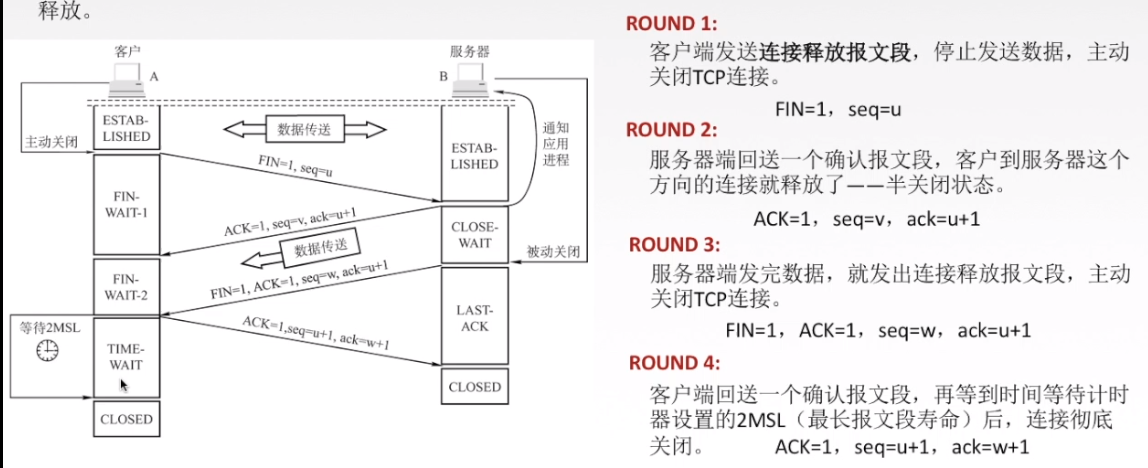 释放。
客户
服务器
A
B
ESTAB-
LISHED
数据传送
主动关闭
ESTAB-
LISHED
通知
应用
进程
FIN=1, seq=u
FIN-
WAIT-1
ACK=1, seq=v, ack=u+1
CLOSE-
WAIT
数据传送
被动关闭
FIN-
WAIT-2
FIN=1, ACK=1, seq=w, ack=u+1
LAST-
ACK
等待2MSL
ACK=1,seq=u+1, ack=w+1
TIME-
WAIT
CLOSED
CLOSED
ROUND 1:
客户端发送连接释放报文段，停止发送数据，主动
关闭TCP连接。
FIN=1，seq=u
ROUND 2:
服务器端回送一个确认报文段，客户到服务器这个
方向的连接就释放了——半关闭状态。
ACK=1，seq=v，ack=u+1
ROUND 3:
服务器端发完数据，就发出连接释放报文段，主动
关闭TCP连接。
FIN=1，ACK=1，seq=w，ack=u+1
ROUND 4:
客户端回送一个确认报文段，再等到时间等待计时
器设置的2MSL（最长报文段寿命）后，连接彻底
关闭。 ACK=1，seq=u+1，ack=w+1